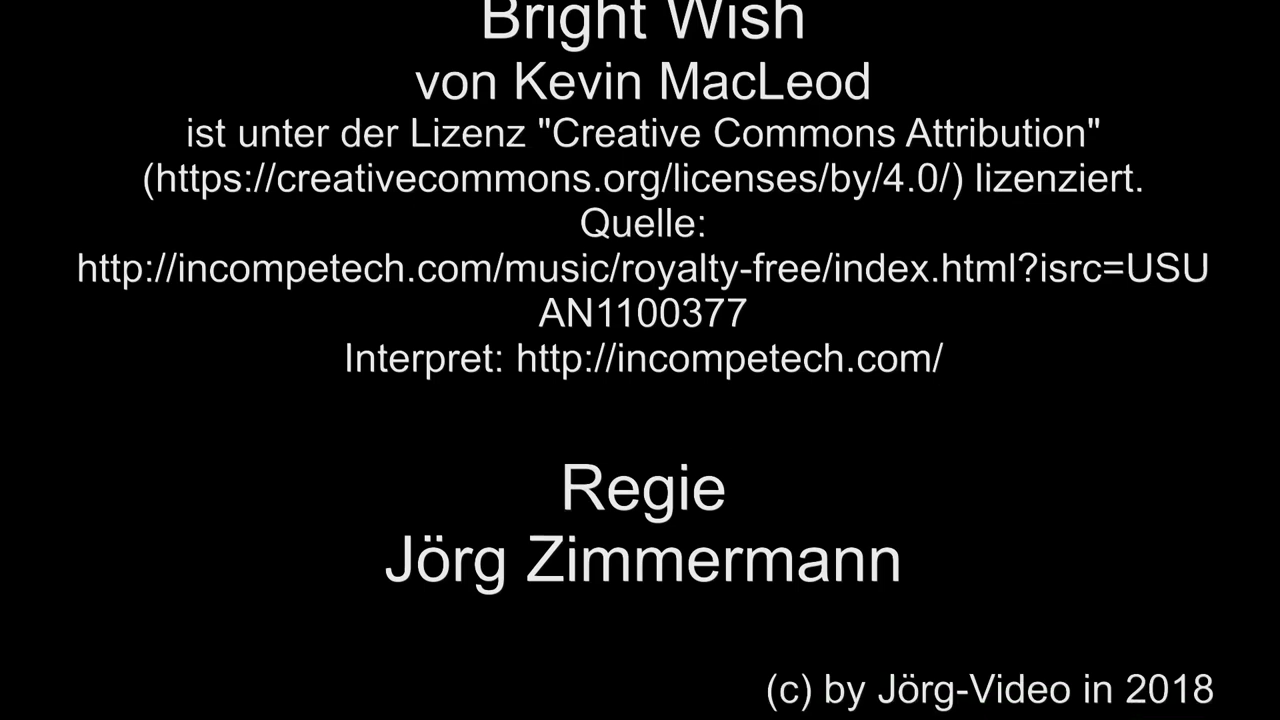 Bright Wish
von Kevin MacLeod
ist unter der Lizenz "Creative Commons Attribution"
(https://creativecommons.org/licenses/by/4.0/) lizenziert.
Quelle:
http://incompetech.com/music/royalty-free/index.html?isrc=USU
AN1100377
Interpret: http://incompetech.com/
Regie
Jörg Zimmermann
(c) by Jörg-Video in 2018